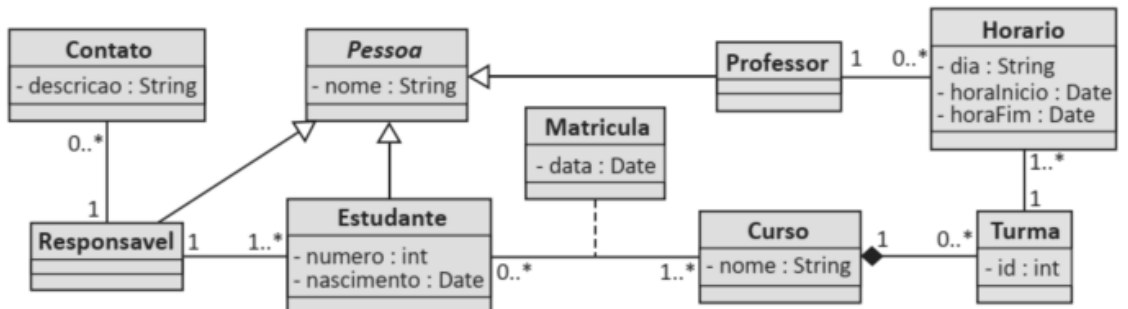 Contato
- descricao : String
0..*
1
Pessoa
- nome : String
Professor
1
0..*
Horario
- dia : String
- horaInicio : Date
- horaFim : Date
1..*
1
Matricula
- data : Date
Responsavel
1
1..*
Estudante
- numero : int
- nascimento : Date
0..*
1..*
Curso
- nome : String
1
0..*
Turma
- id : int